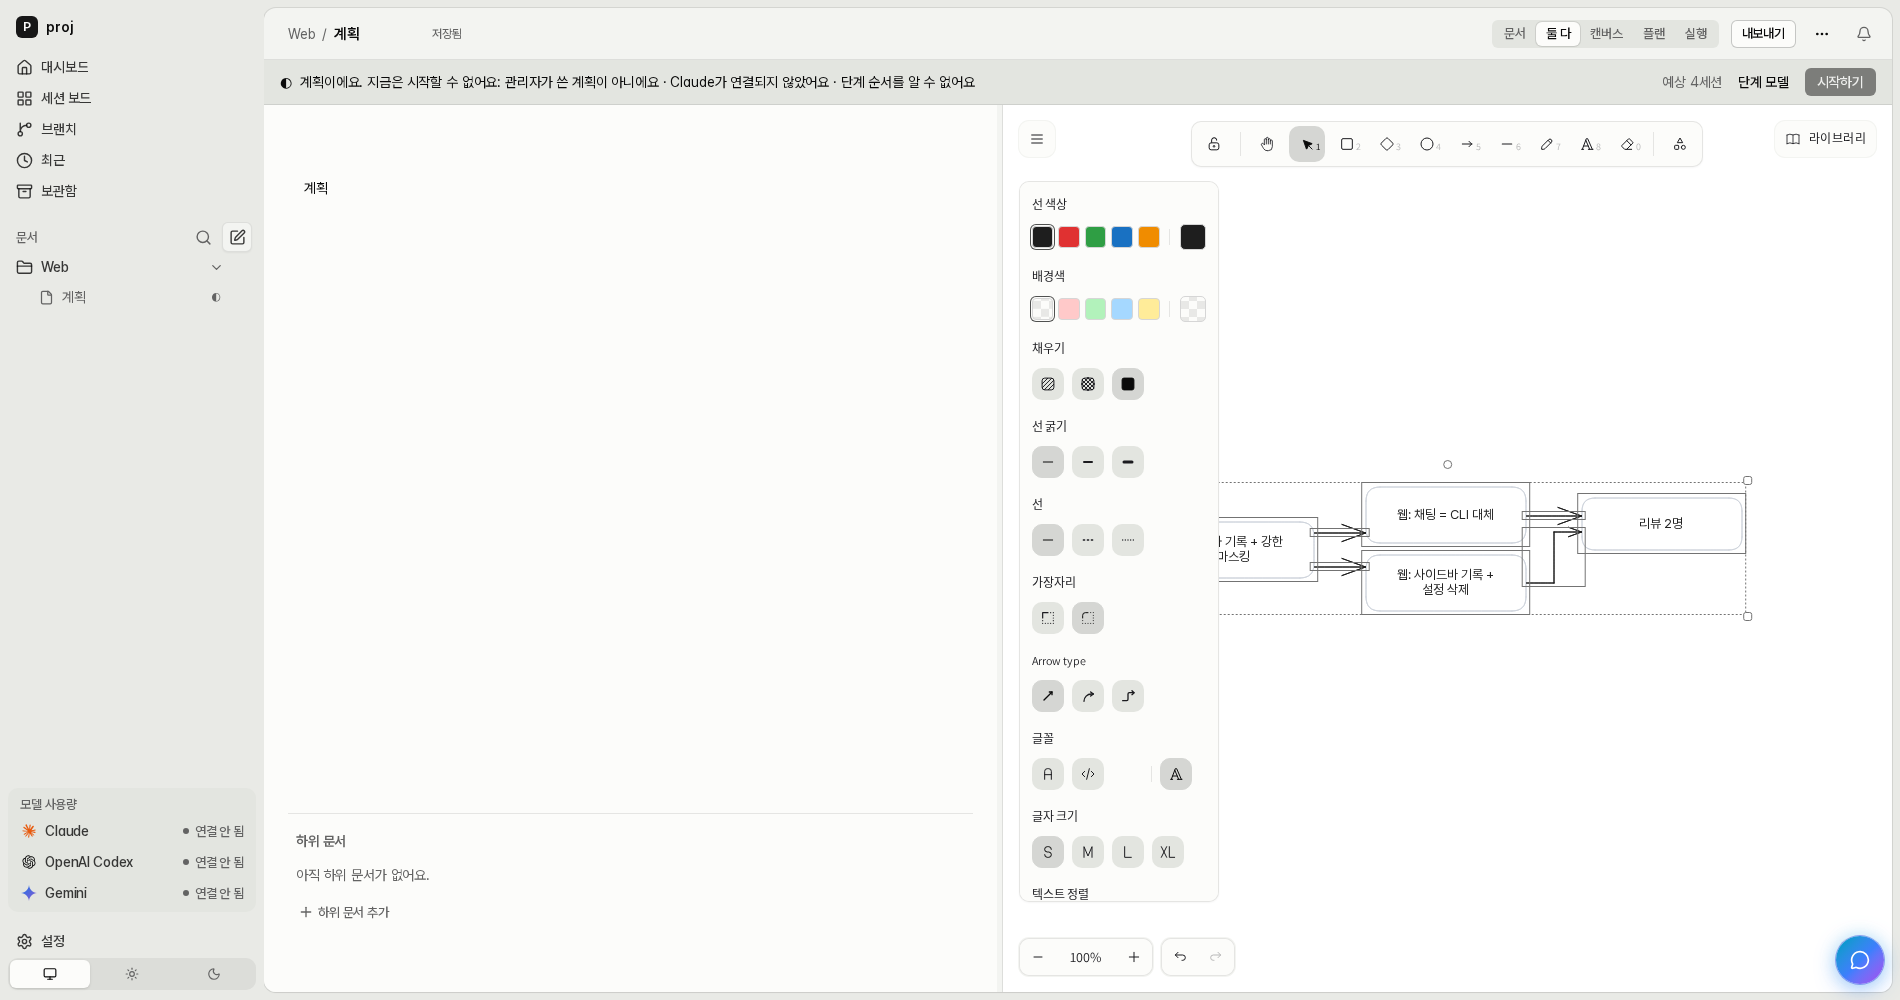 P proj
대시보드
세션 보드
브랜치
최근
보관함
문서
Web
계획
모델 사용량
Claude 연결 안 됨
OpenAI Codex 연결 안 됨
Gemini 연결 안 됨
설정
Web / 계획 저장됨
문서 둘 다 캔버스 플랜 실행 내보내기
계획이에요. 지금은 시작할 수 없어요: 관리자가 쓴 계획이 아니에요 · Claude가 연결되지 않았어요 · 단계 순서를 알 수 없어요
예상 4세션 단계 모델 시작하기
계획
하위 문서
아직 하위 문서가 없어요.
하위 문서 추가
1 2 3 4 5 6 7 8 0
라이브러리
선 색상
배경색
채우기
선 굵기
선
가장자리
Arrow type
글꼴
글자 크기
S M L XL
텍스트 정렬
100%
기록 + 강한
마스킹
웹: 채팅 = CLI 대체
웹: 사이드바 기록 +
설정 삭제
리뷰 2명